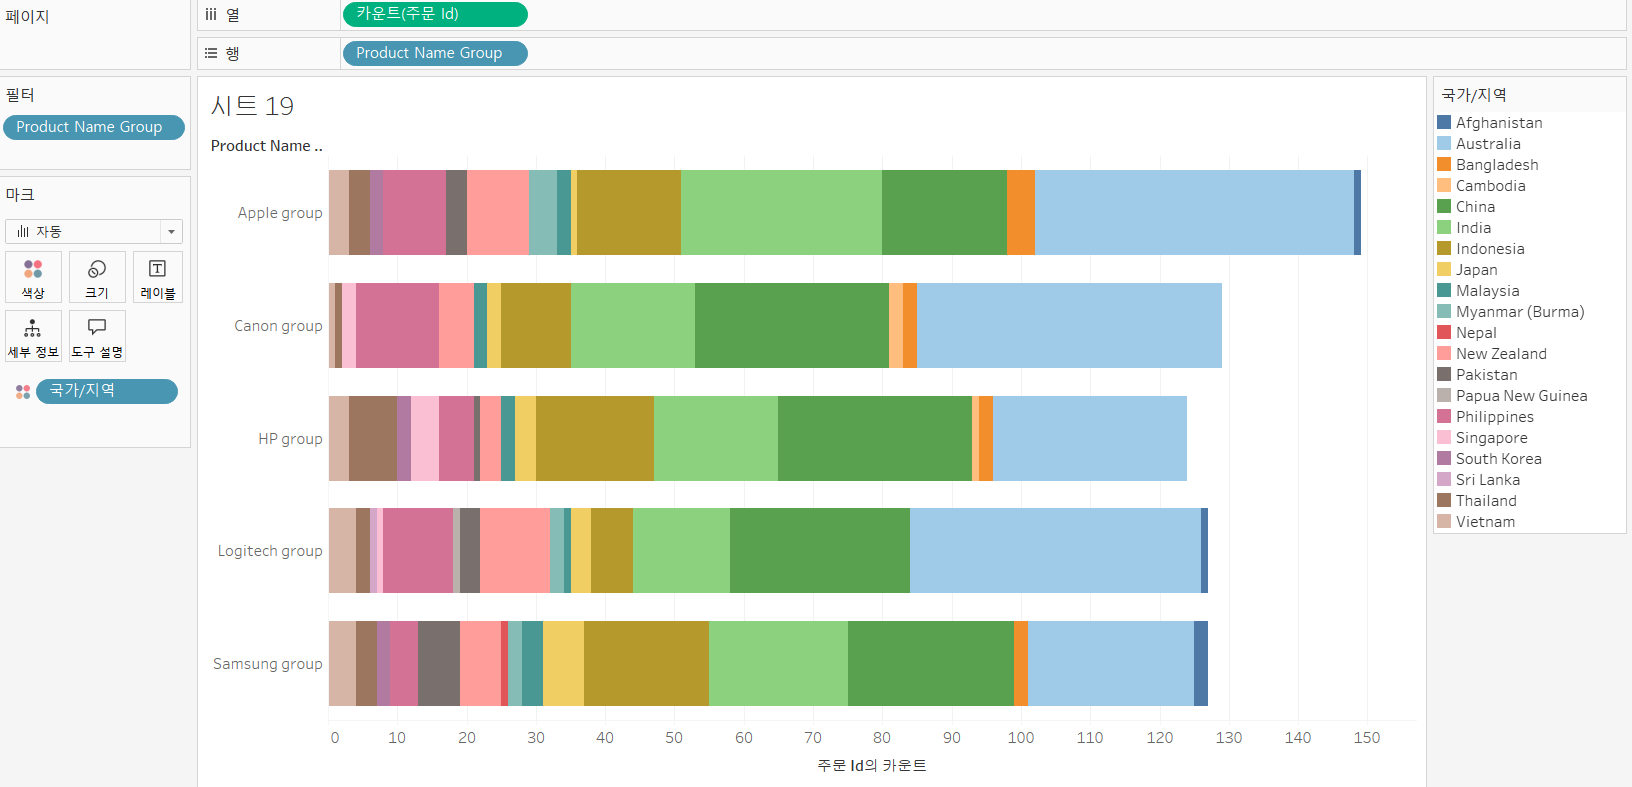 페이지
열
카운트(주문 Id)
행
Product Name Group
필터
Product Name Group
마크
자동
색상
크기
레이블
세부 정보
도구 설명
국가/지역
시트 19
Product Name ..
Apple group
Canon group
HP group
Logitech group
Samsung group
0 10 20 30 40 50 60 70 80 90 100 110 120 130 140 150
주문 Id의 카운트
국가/지역
Afghanistan
Australia
Bangladesh
Cambodia
China
India
Indonesia
Japan
Malaysia
Myanmar (Burma)
Nepal
New Zealand
Pakistan
Papua New Guinea
Philippines
Singapore
South Korea
Sri Lanka
Thailand
Vietnam